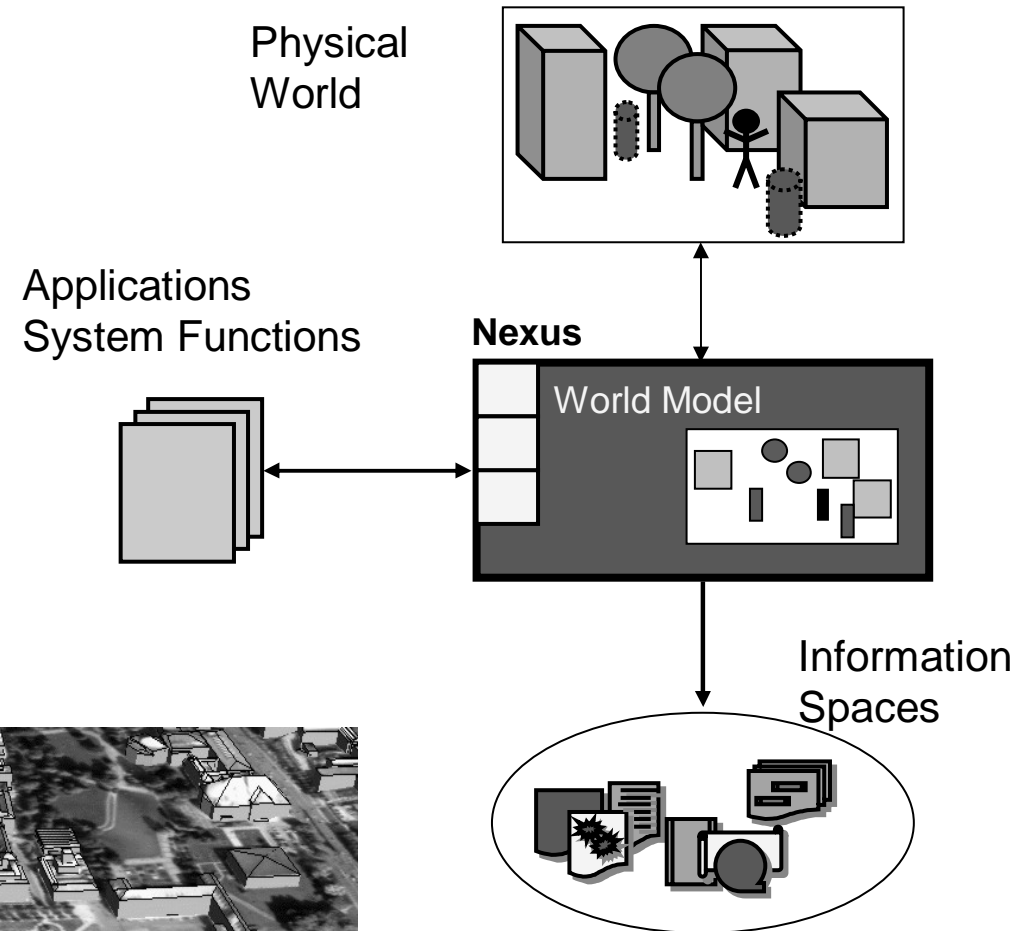 Physical
World
Applications
System Functions
Nexus
World Model
Information
Spaces